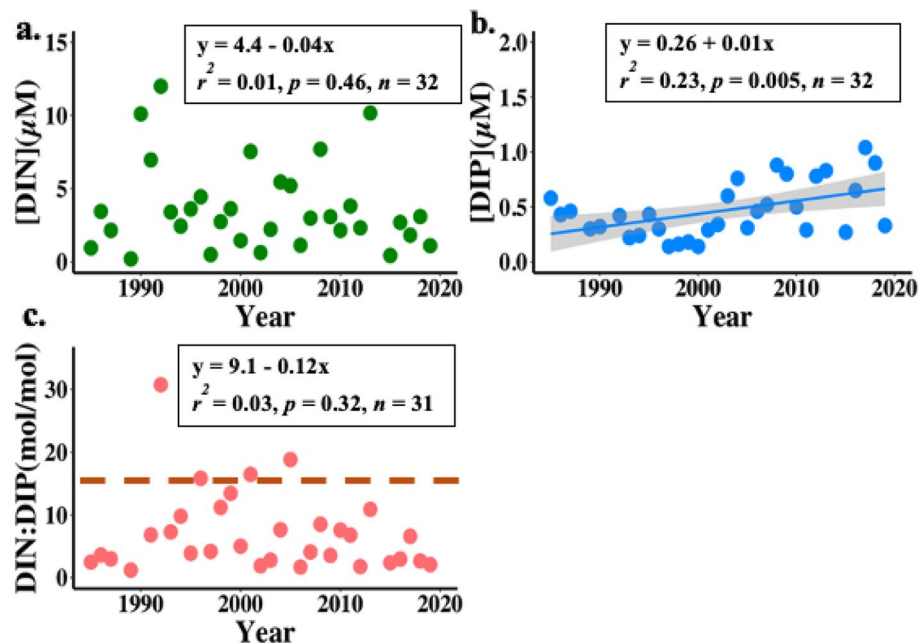 a.
y = 4.4 - 0.04x
r² = 0.01, p = 0.46, n = 32
15
10
5
0
[DIN](μM)
1990 2000 2010 2020
Year
b.
y = 0.26 + 0.01x
r² = 0.23, p = 0.005, n = 32
2.0
1.5
1.0
0.5
0.0
[DIP](μM)
1990 2000 2010 2020
Year
c.
y = 9.1 - 0.12x
r² = 0.03, p = 0.32, n = 31
30
20
10
0
DIN:DIP(mol/mol)
1990 2000 2010 2020
Year